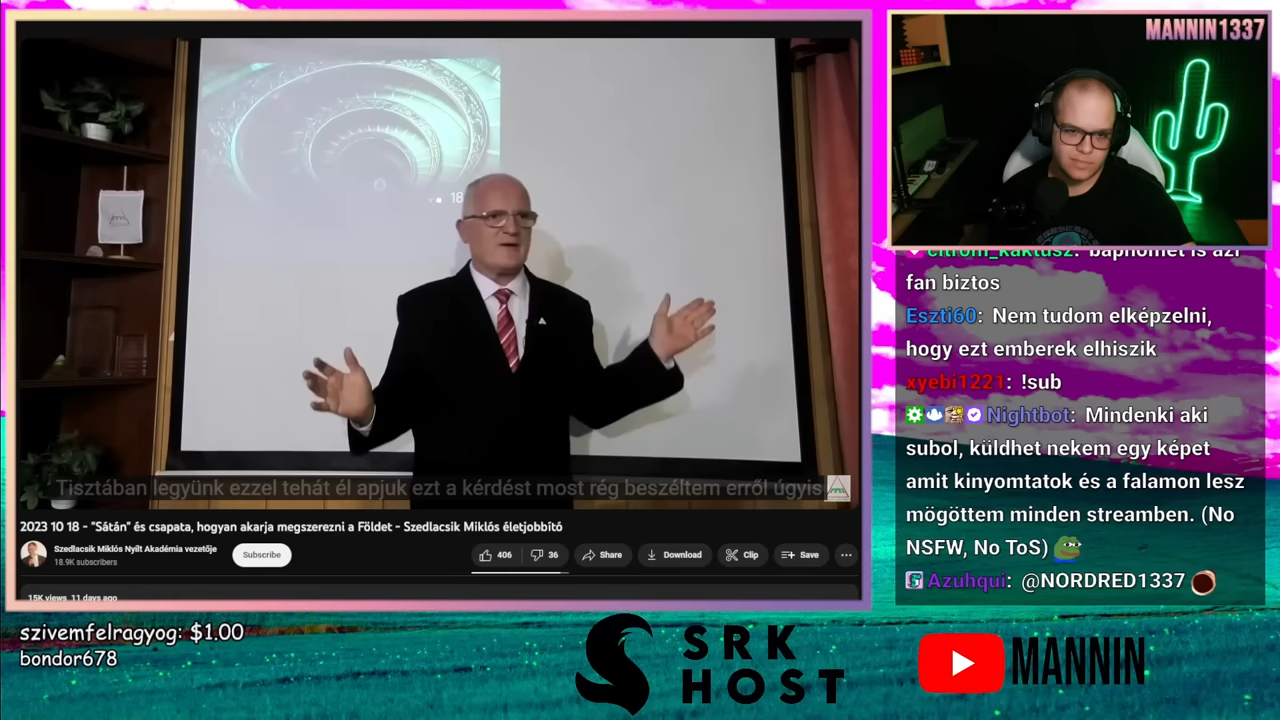 18
Tisztában legyünk ezzel tehát él apjuk ezt a kérdést most rég beszéltem erről úgyis
2023 10 18 - "Sátán" és csapata, hogyan akarja megszerezni a Földet - Szedlacsik Miklós életjobbító
Szedlacsik Miklós Nyílt Akadémia vezetője
18.9K subscribers
Subscribe
406
36
Share
Download
Clip
Save
15K views 11 days ago
MANNIN1337
citrom_kaktusz: baphomet is azi
fan biztos
Eszti60: Nem tudom elképzelni,
hogy ezt emberek elhiszik
xyebi1221: !sub
Nightbot: Mindenki aki
subol, küldhet nekem egy képet
amit kinyomtatok és a falamon lesz
mögöttem minden streamben. (No
NSFW, No ToS)
Azuhqui: @NORDRED1337
szivemfelragyog: $1.00
bondor678
SRK
HOST
MANNIN